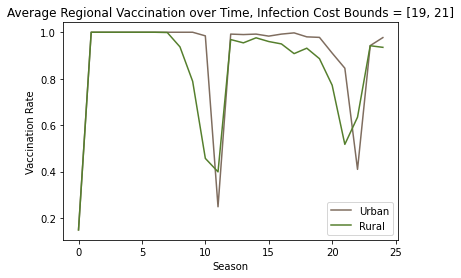 Average Regional Vaccination over Time, Infection Cost Bounds = [19, 21]
1.0
0.8
0.6
0.4
0.2
Vaccination Rate
0
5
10
15
20
25
Season
Urban
Rural